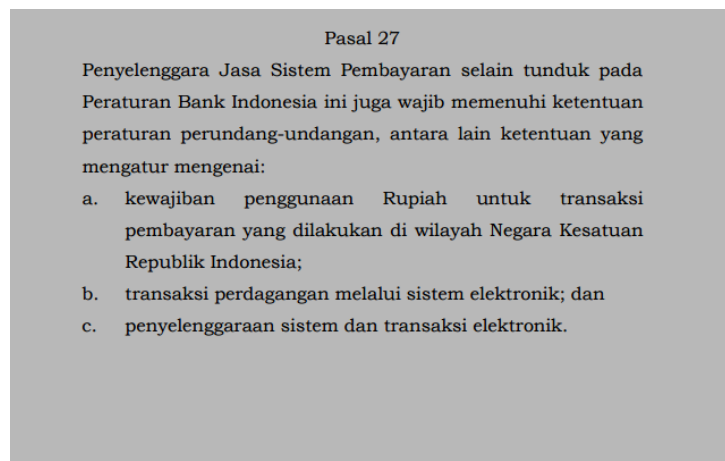 Pasal 27
Penyelenggara Jasa Sistem Pembayaran selain tunduk pada
Peraturan Bank Indonesia ini juga wajib memenuhi ketentuan
peraturan perundang-undangan, antara lain ketentuan yang
mengatur mengenai:
a. kewajiban penggunaan Rupiah untuk transaksi
pembayaran yang dilakukan di wilayah Negara Kesatuan
Republik Indonesia;
b. transaksi perdagangan melalui sistem elektronik; dan
c. penyelenggaraan sistem dan transaksi elektronik.